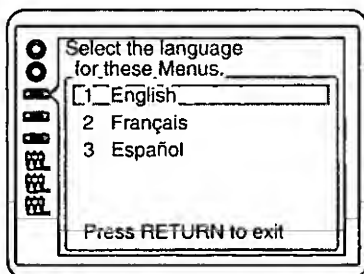 Select the language
for these Menus.
1 English
2 Français
3 Español
Press RETURN to exit